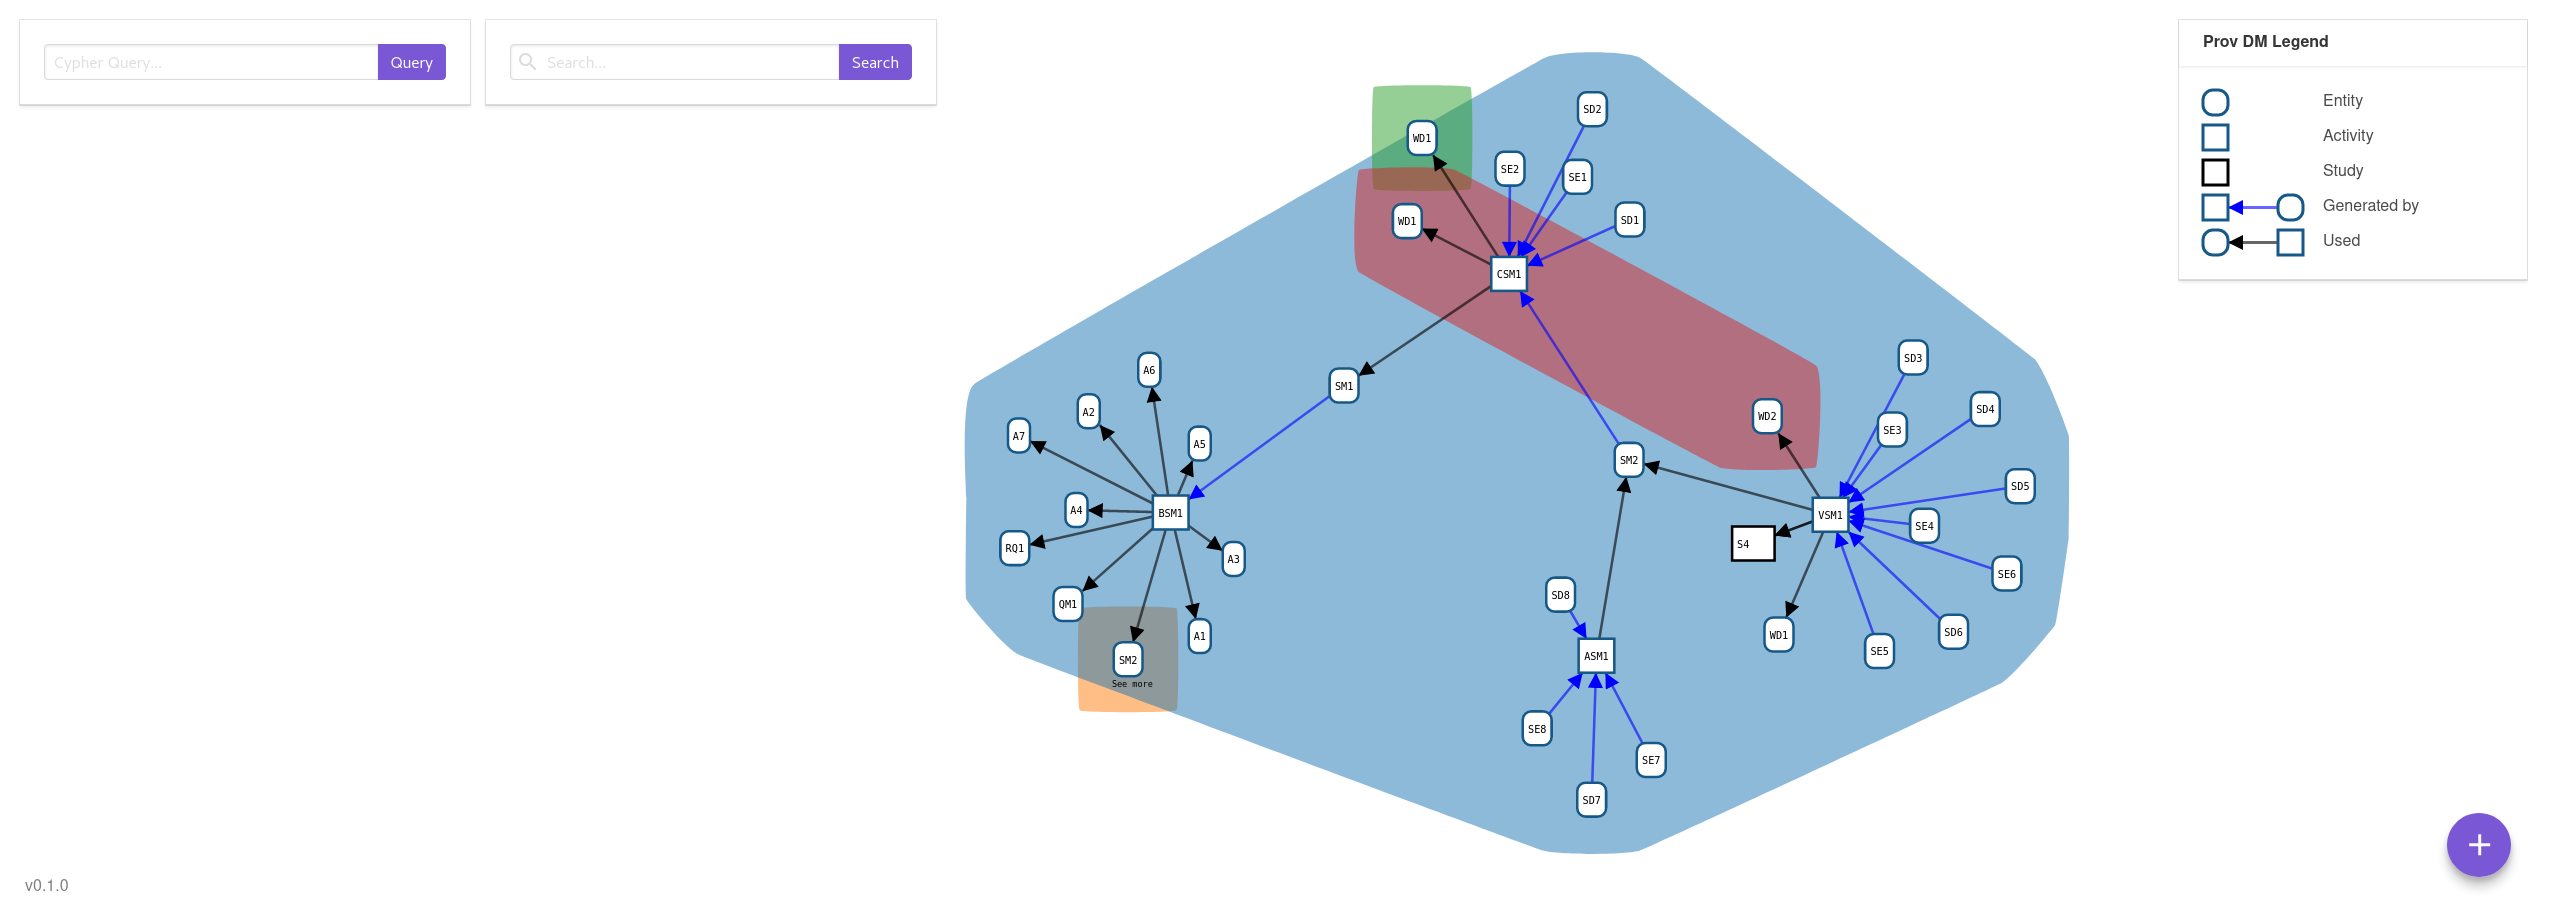 Cypher Query...
Query
Search...
Search
Prov DM Legend
Entity
Activity
Study
Generated by
Used
SD2
WD1
SE2
SE1
WD1
SD1
CSM1
SD3
A6
SM1
A2
SD4
WD2
SE3
A7
A5
SM2
SD5
A4
BSM1
VSM1
SE4
S4
RQ1
A3
SE6
SD8
QM1
SD6
WD1
A1
SE5
ASM1
SM2
See more
SE8
SE7
SD7
v0.1.0